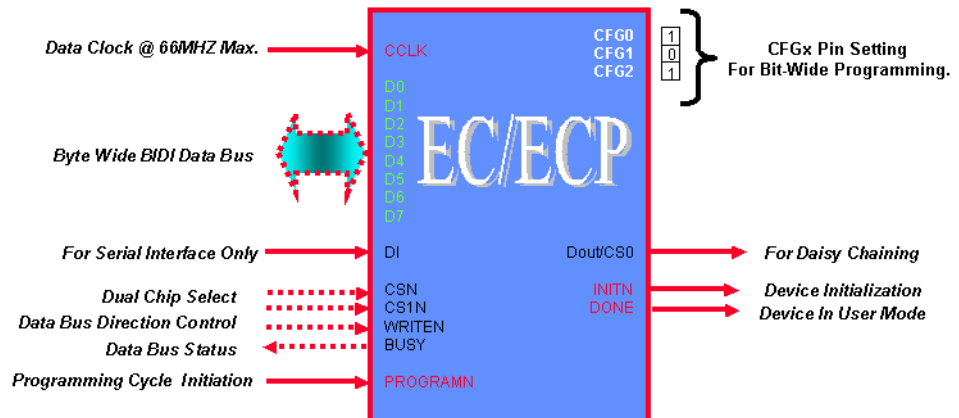 Data Clock @ 66MHZ Max.
CCLK
CFG0 1
CFG1 0
CFG2 1
CFGx Pin Setting
For Bit-Wide Programming.
D0
D1
D2
D3
D4
D5
D6
D7
Byte Wide BIDI Data Bus
EC/ECP
For Serial Interface Only
DI
Dout/CS0
For Daisy Chaining
Dual Chip Select
CSN
CS1N
INITN
Device Initialization
Data Bus Direction Control
WRITEN
DONE
Device In User Mode
Data Bus Status
BUSY
Programming Cycle Initiation
PROGRAMN